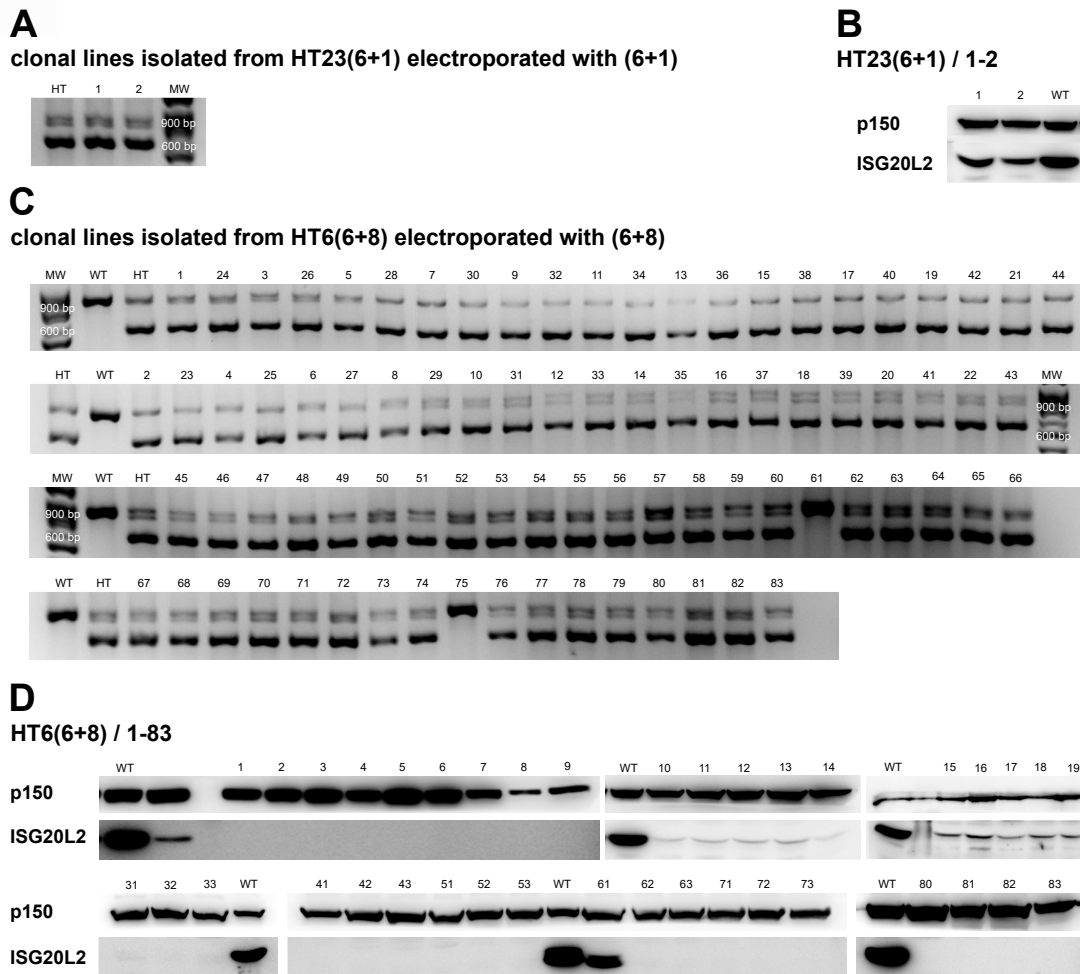 A
clonal lines isolated from HT23(6+1) electroporated with (6+1)
HT 1 2 MW
900 bp
600 bp
B
HT23(6+1) / 1-2
1 2 WT
p150
ISG20L2
C
clonal lines isolated from HT6(6+8) electroporated with (6+8)
MW WT HT 1 24 3 26 5 28 7 30 9 32 11 34 13 36 15 38 17 40 19 42 21 44
900 bp
600 bp
HT WT 2 23 4 25 6 27 8 29 10 31 12 33 14 35 16 37 18 39 20 41 22 43 MW
900 bp
600 bp
MW WT HT 45 46 47 48 49 50 51 52 53 54 55 56 57 58 59 60 61 62 63 64 65 66
900 bp
600 bp
WT HT 67 68 69 70 71 72 73 74 75 76 77 78 79 80 81 82 83
D
HT6(6+8) / 1-83
WT 1 2 3 4 5 6 7 8 9 WT 10 11 12 13 14 WT 15 16 17 18 19
p150
ISG20L2
31 32 33 WT 41 42 43 51 52 53 WT 61 62 63 71 72 73 WT 80 81 82 83
p150
ISG20L2